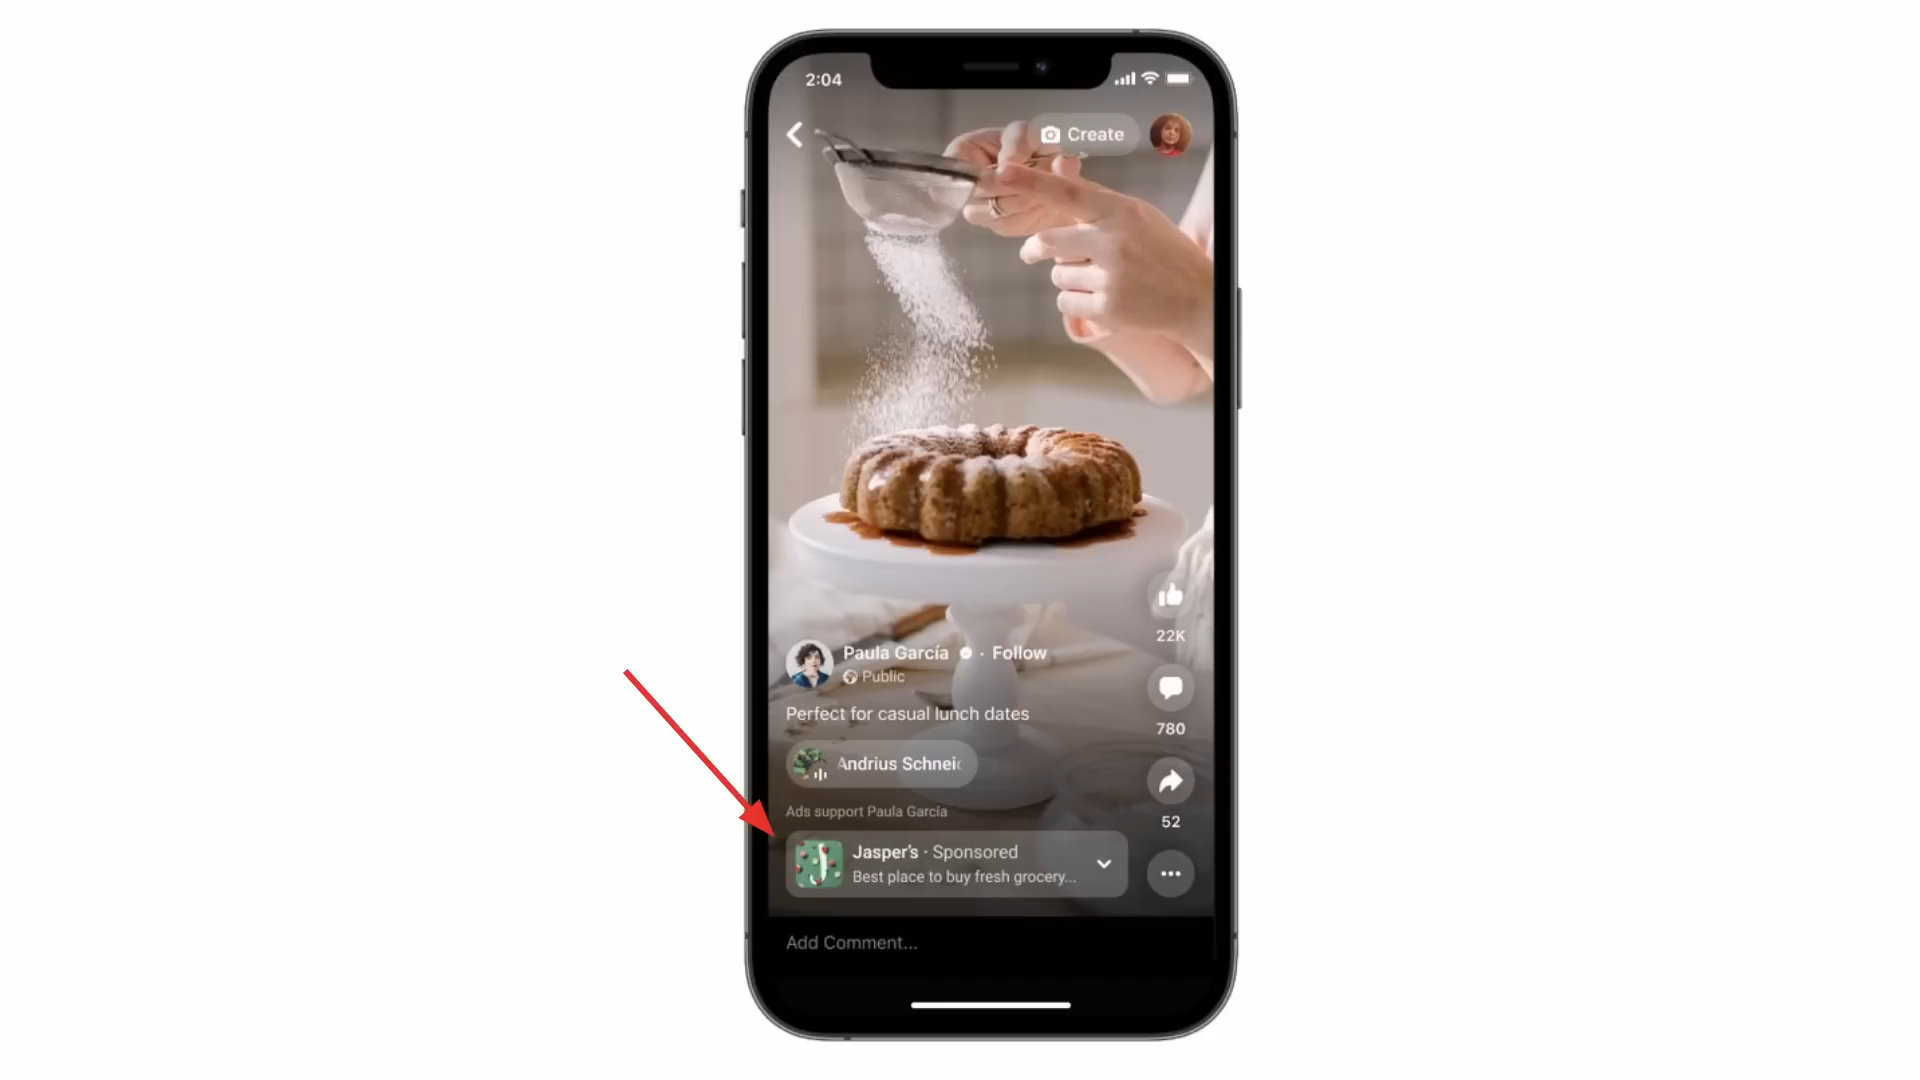 2:04
Create
Paula García · Follow
Public
Perfect for casual lunch dates
Andrius Schnei
Ads support Paula García
Jasper's · Sponsored
Best place to buy fresh grocery...
22K
780
52
Add Comment...